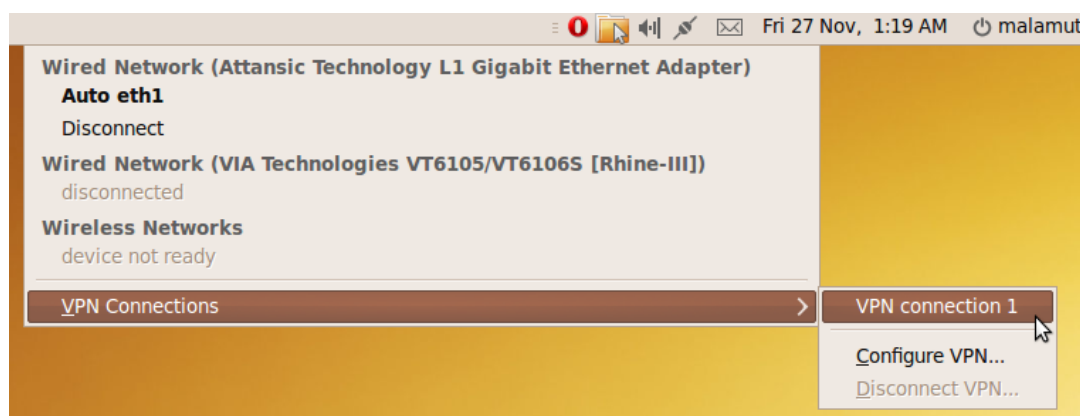 Fri 27 Nov, 1:19 AM malamut
Wired Network (Attansic Technology L1 Gigabit Ethernet Adapter)
Auto eth1
Disconnect
Wired Network (VIA Technologies VT6105/VT6106S [Rhine-III])
disconnected
Wireless Networks
device not ready
VPN Connections
VPN connection 1
Configure VPN...
Disconnect VPN...